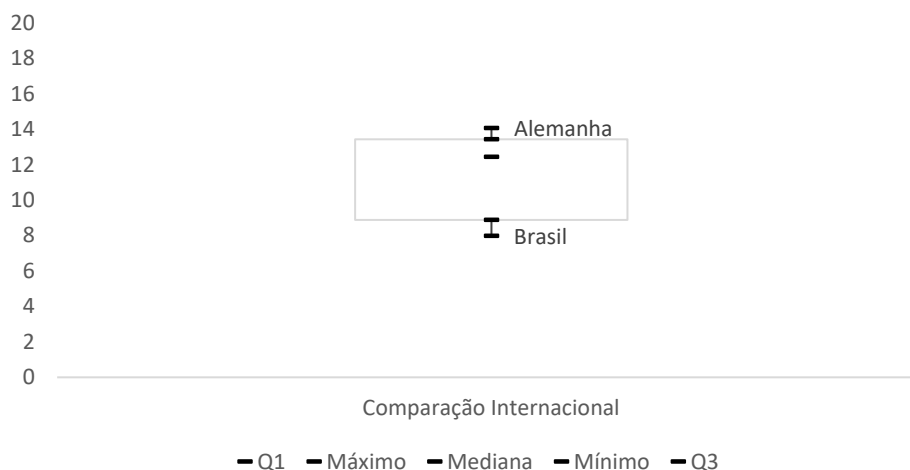 20
18
16
14
12
10
8
6
4
2
0
Alemanha
Brasil
Comparação Internacional
Q1 Máximo Mediana Mínimo Q3